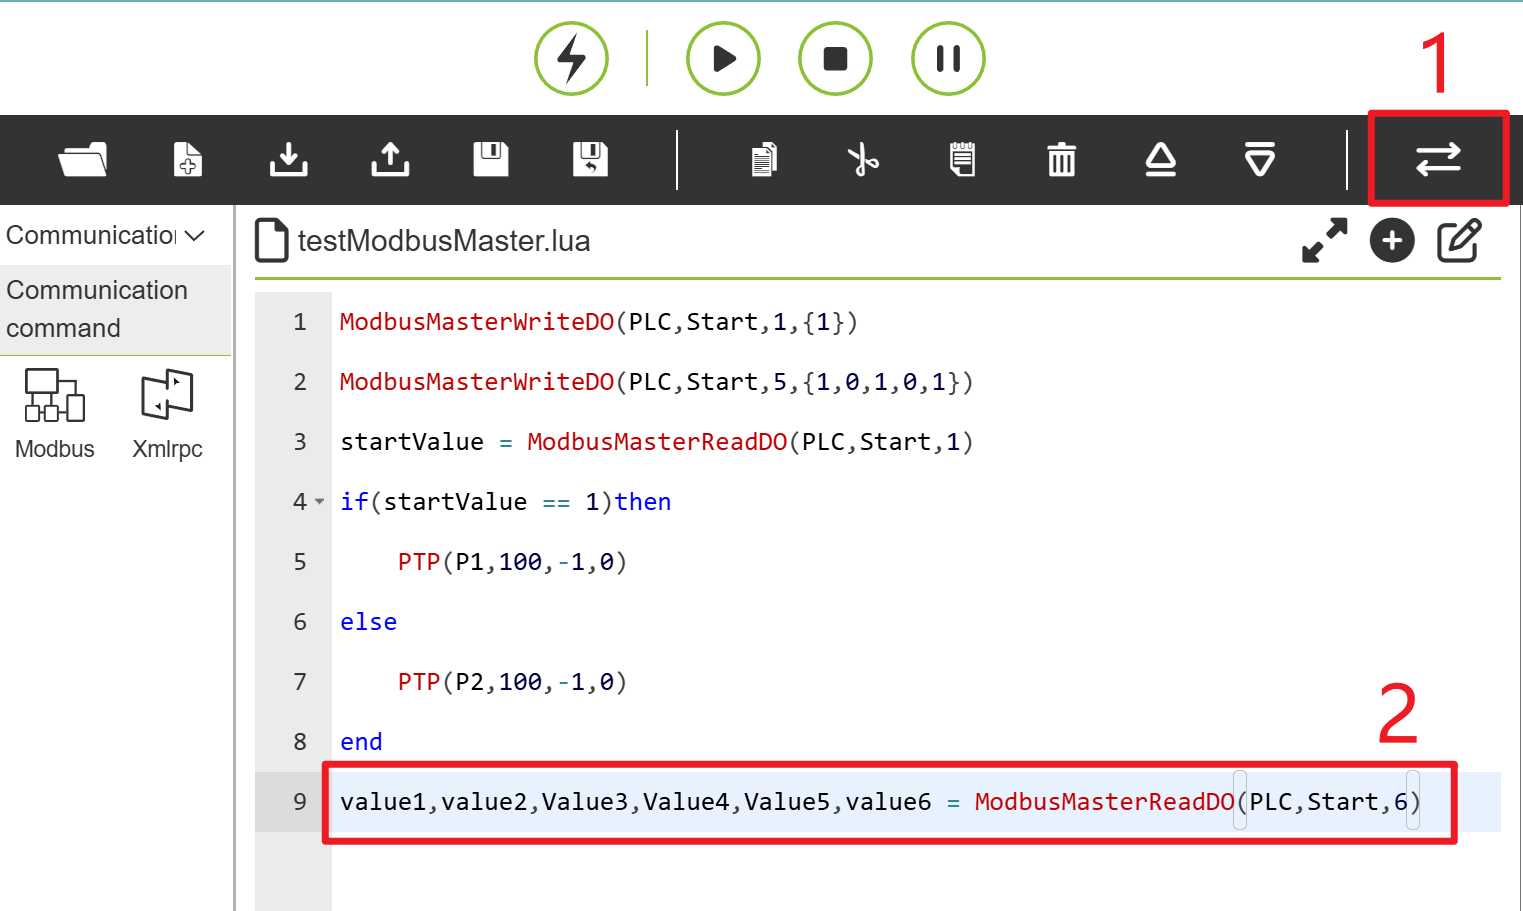 1
Communication
testModbusMaster.lua
Communication
command
Modbus
Xmlrpc
1 ModbusMasterWriteDO(PLC,Start,1,{1})
2 ModbusMasterWriteDO(PLC,Start,5,{1,0,1,0,1})
3 startValue = ModbusMasterReadDO(PLC,Start,1)
4 if(startValue == 1)then
5     PTP(P1,100,-1,0)
6 else
7     PTP(P2,100,-1,0)
8 end
2
9 value1,value2,Value3,Value4,Value5,value6 = ModbusMasterReadDO(PLC,Start,6)